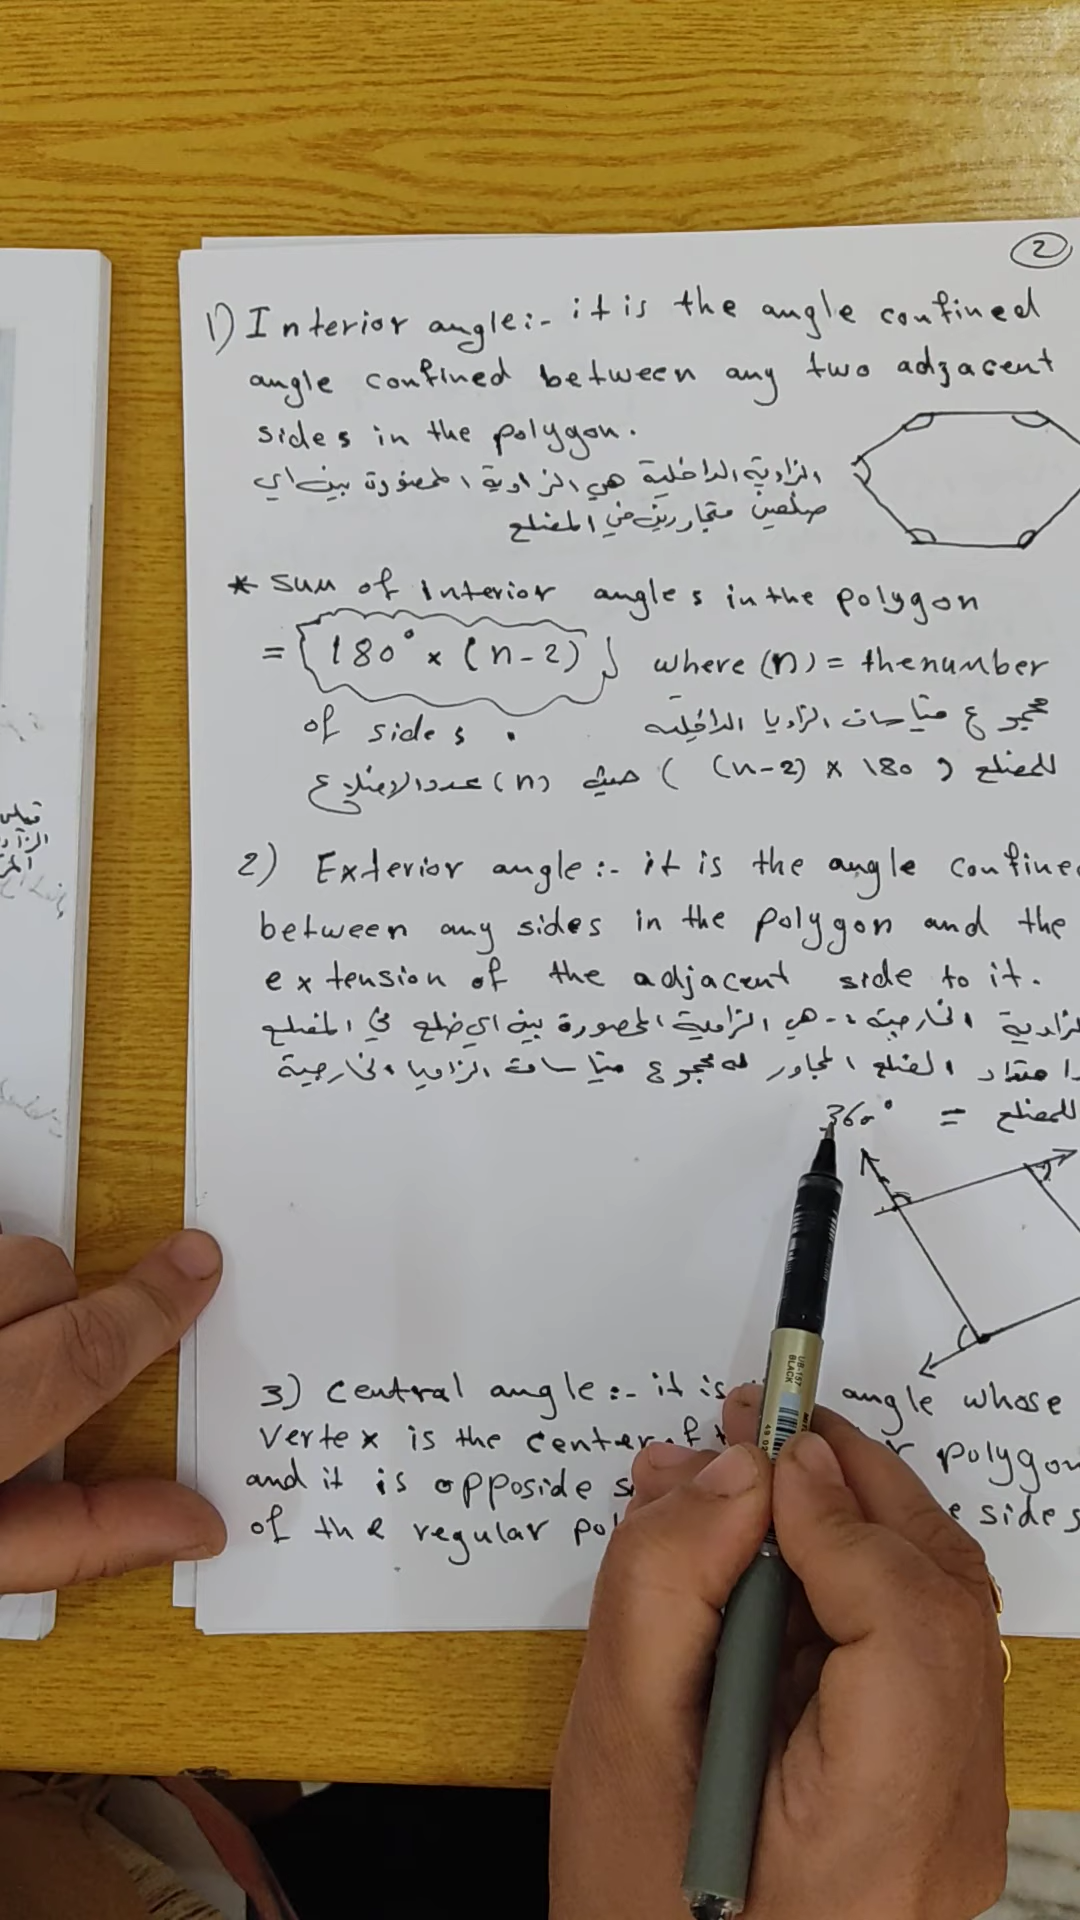 2
1) Interior angle:- it is the angle confined
angle confined between any two adjacent
sides in the polygon.
الزاوية الداخلية هي الزاوية المحصورة بين اي
ضلعين متجاورين في المضلع
* Sum of Interior angles in the polygon
= 180° × (n-2) where (n) = the number
of sides.
مجموع قياسات الزوايا الداخلية
للمضلع ( (n-2) × 180 ) حيث (n) عدد الاضلاع
2) Exterior angle:- it is the angle confine
between any sides in the polygon and the
extension of the adjacent side to it.
الزاوية الخارجية :- هي الزاوية المحصورة بين اي ضلع في المضلع
امتداد الضلع المجاور له مجموع قياسات الزوايا الخارجية
للمضلع = 360°
3) Central angle:- it is angle whose
vertex is the center of polygon
and it is opposide
of the regular sides
UB-157
BLACK
قياس